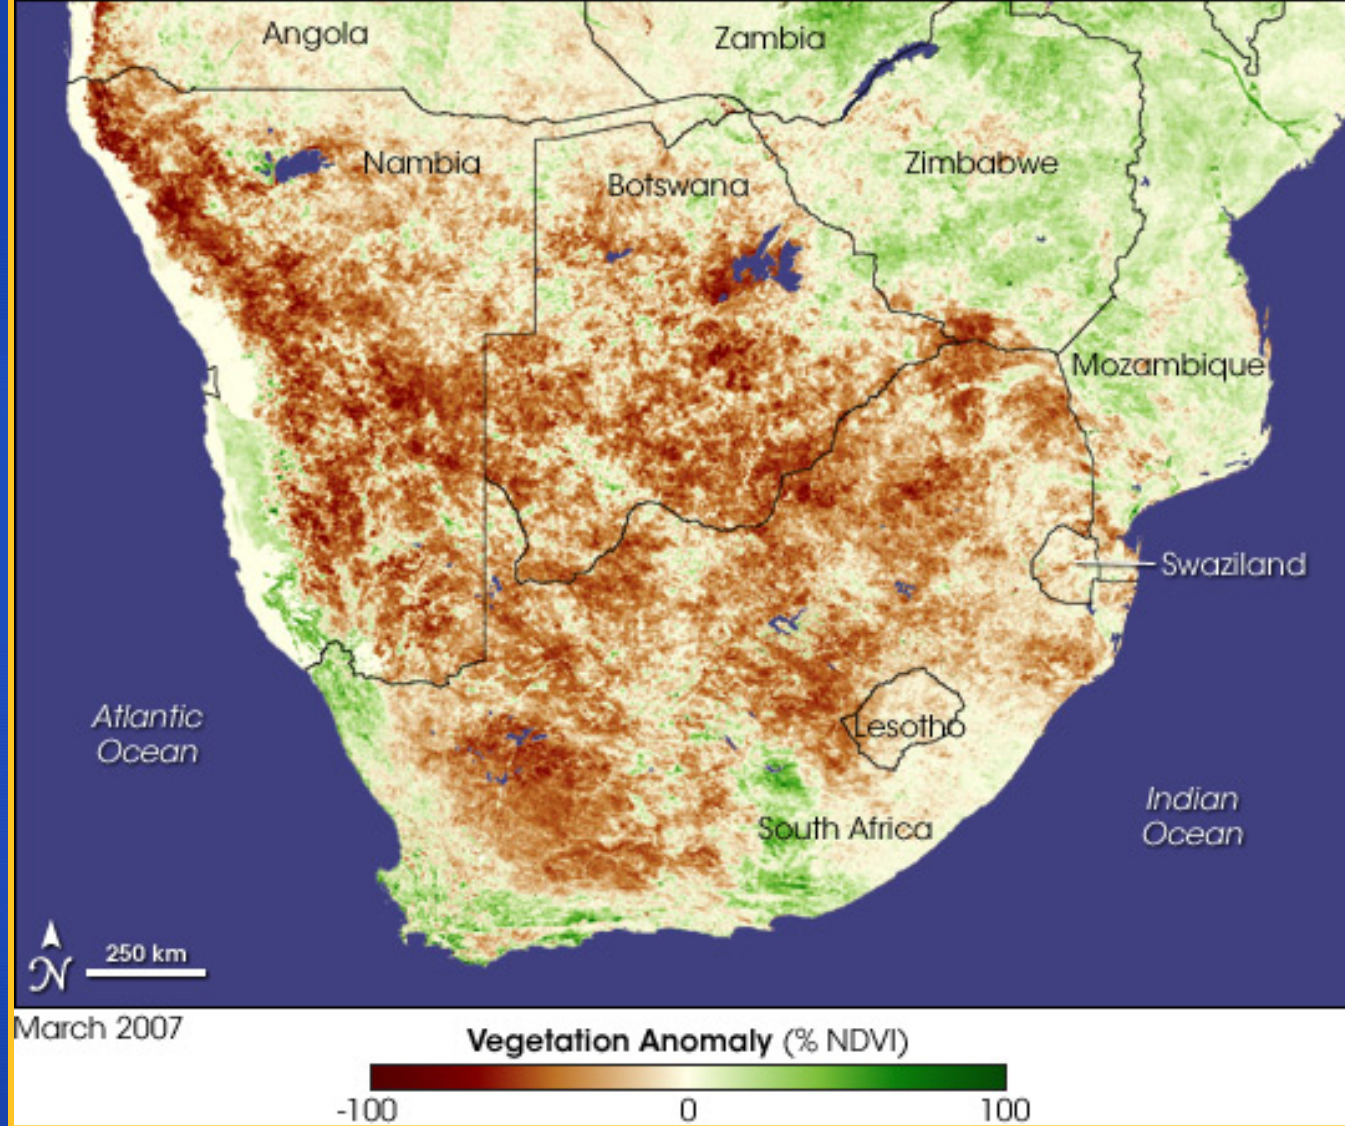 Angola
Zambia
Nambia
Botswana
Zimbabwe
Mozambique
Swaziland
Lesotho
South Africa
Atlantic
Ocean
Indian
Ocean
N
250 km
March 2007
Vegetation Anomaly (% NDVI)
-100 0 100